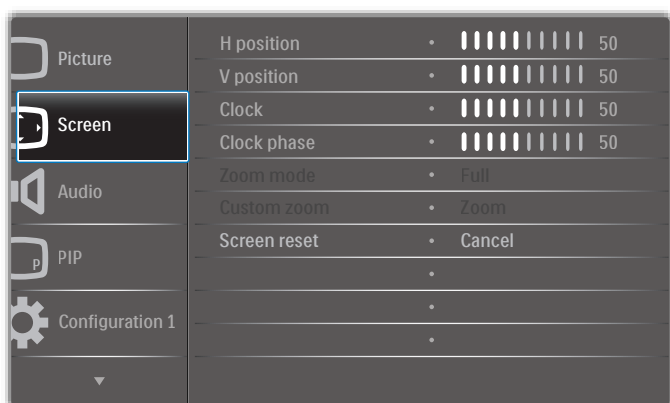 Picture
Screen
Audio
P
PIP
Configuration 1
H position • 50
V position • 50
Clock • 50
Clock phase • 50
Zoom mode • Full
Custom zoom • Zoom
Screen reset • Cancel